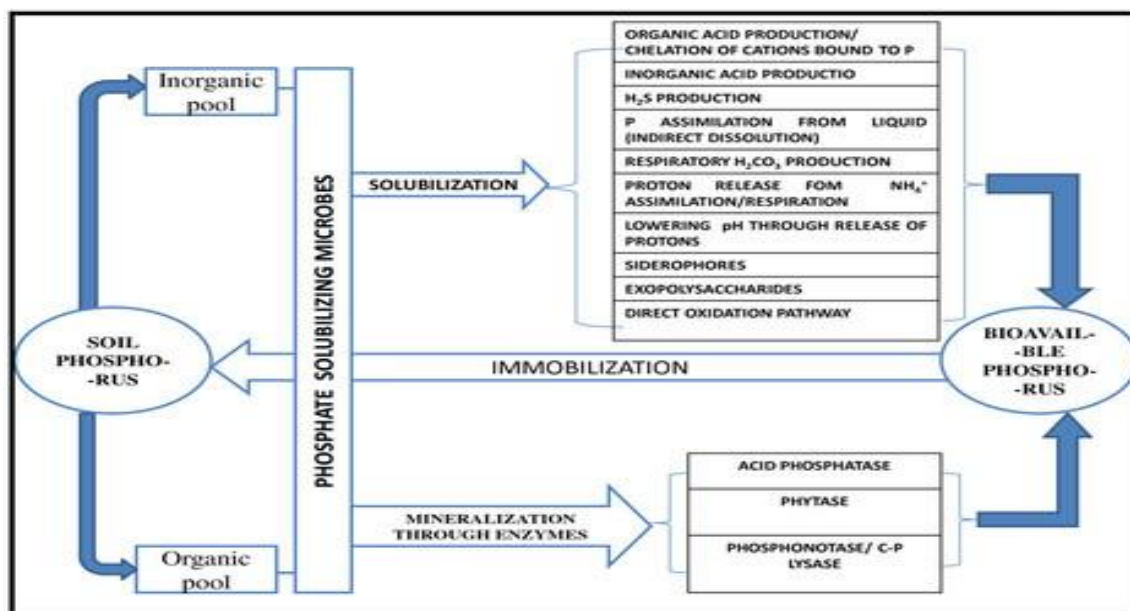 Inorganic
pool
SOIL
PHOSPHO-
-RUS
Organic
pool
PHOSPHATE SOLUBILIZING MICROBES
SOLUBILIZATION
ORGANIC ACID PRODUCTION/
CHELATION OF CATIONS BOUND TO P
INORGANIC ACID PRODUCTIO
H₂S PRODUCTION
P ASSIMILATION FROM LIQUID
(INDIRECT DISSOLUTION)
RESPIRATORY H₂CO₃ PRODUCTION
PROTON RELEASE FOM NH₄⁺
ASSIMILATION/RESPIRATION
LOWERING pH THROUGH RELEASE OF
PROTONS
SIDEROPHORES
EXOPOLYSACCHARIDES
DIRECT OXIDATION PATHWAY
IMMOBILIZATION
BIOAVAIL-
-BLE
PHOSPHO-
-RUS
MINERALIZATION
THROUGH ENZYMES
ACID PHOSPHATASE
PHYTASE
PHOSPHONOTASE/ C-P
LYSASE